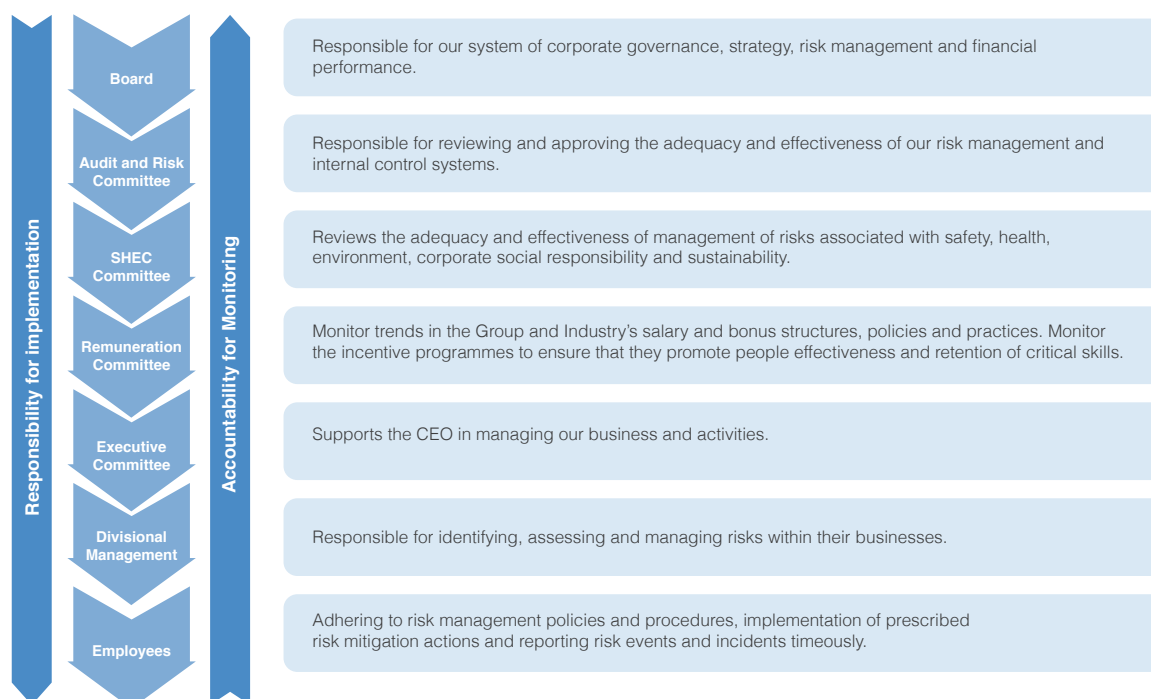 Responsibility for implementation
Accountability for Monitoring
Board
Responsible for our system of corporate governance, strategy, risk management and financial
performance.
Audit and Risk
Committee
Responsible for reviewing and approving the adequacy and effectiveness of our risk management and
internal control systems.
SHEC
Committee
Reviews the adequacy and effectiveness of management of risks associated with safety, health,
environment, corporate social responsibility and sustainability.
Remuneration
Committee
Monitor trends in the Group and Industry's salary and bonus structures, policies and practices. Monitor
the incentive programmes to ensure that they promote people effectiveness and retention of critical skills.
Executive
Committee
Supports the CEO in managing our business and activities.
Divisional
Management
Responsible for identifying, assessing and managing risks within their businesses.
Employees
Adhering to risk management policies and procedures, implementation of prescribed
risk mitigation actions and reporting risk events and incidents timeously.